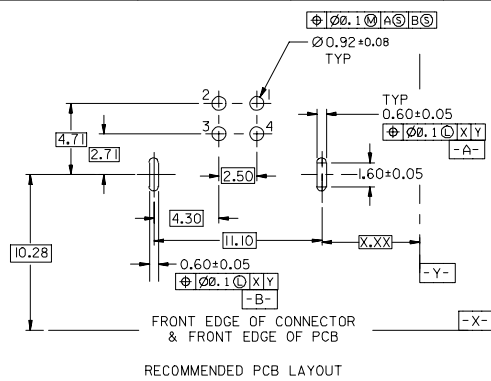 ⌖ Ø0.1 Ⓜ A Ⓢ B Ⓢ
Ø 0.92 ±0.08
TYP
2 1
3 4
TYP
0.60±0.05
⌖ Ø0.1 Ⓛ X Y
-A-
4.71
2.71
2.50
1.60±0.05
4.30
11.10
X.XX
10.28
0.60±0.05
⌖ Ø0.1 Ⓛ X Y
-B-
-Y-
-X-
FRONT EDGE OF CONNECTOR
& FRONT EDGE OF PCB
RECOMMENDED PCB LAYOUT